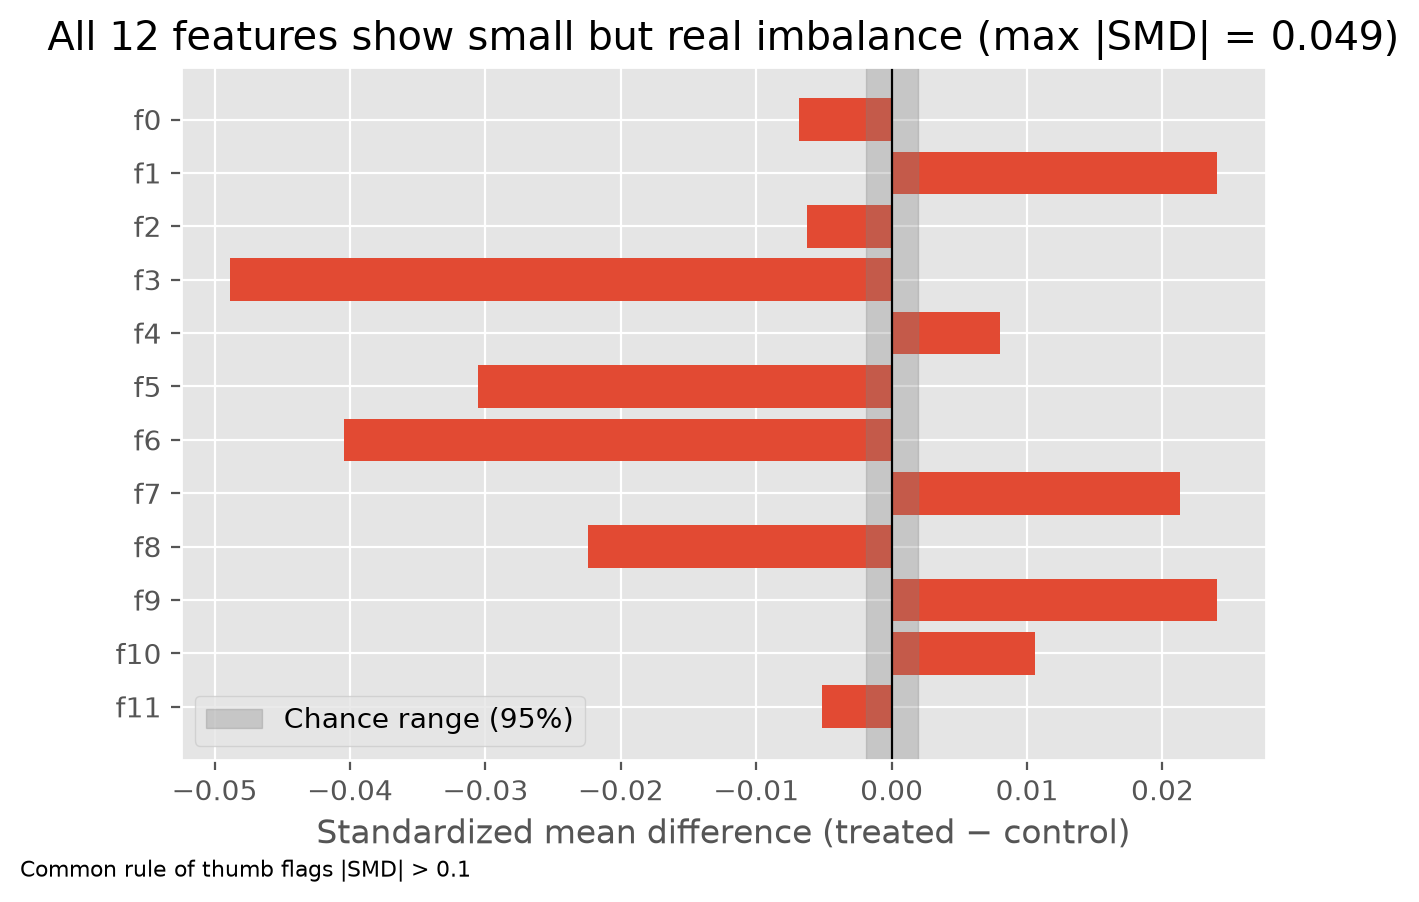 All 12 features show small but real imbalance (max |SMD| = 0.049)
f0
f1
f2
f3
f4
f5
f6
f7
f8
f9
f10
f11
Chance range (95%)
−0.05 −0.04 −0.03 −0.02 −0.01 0.00 0.01 0.02
Standardized mean difference (treated − control)
Common rule of thumb flags |SMD| > 0.1